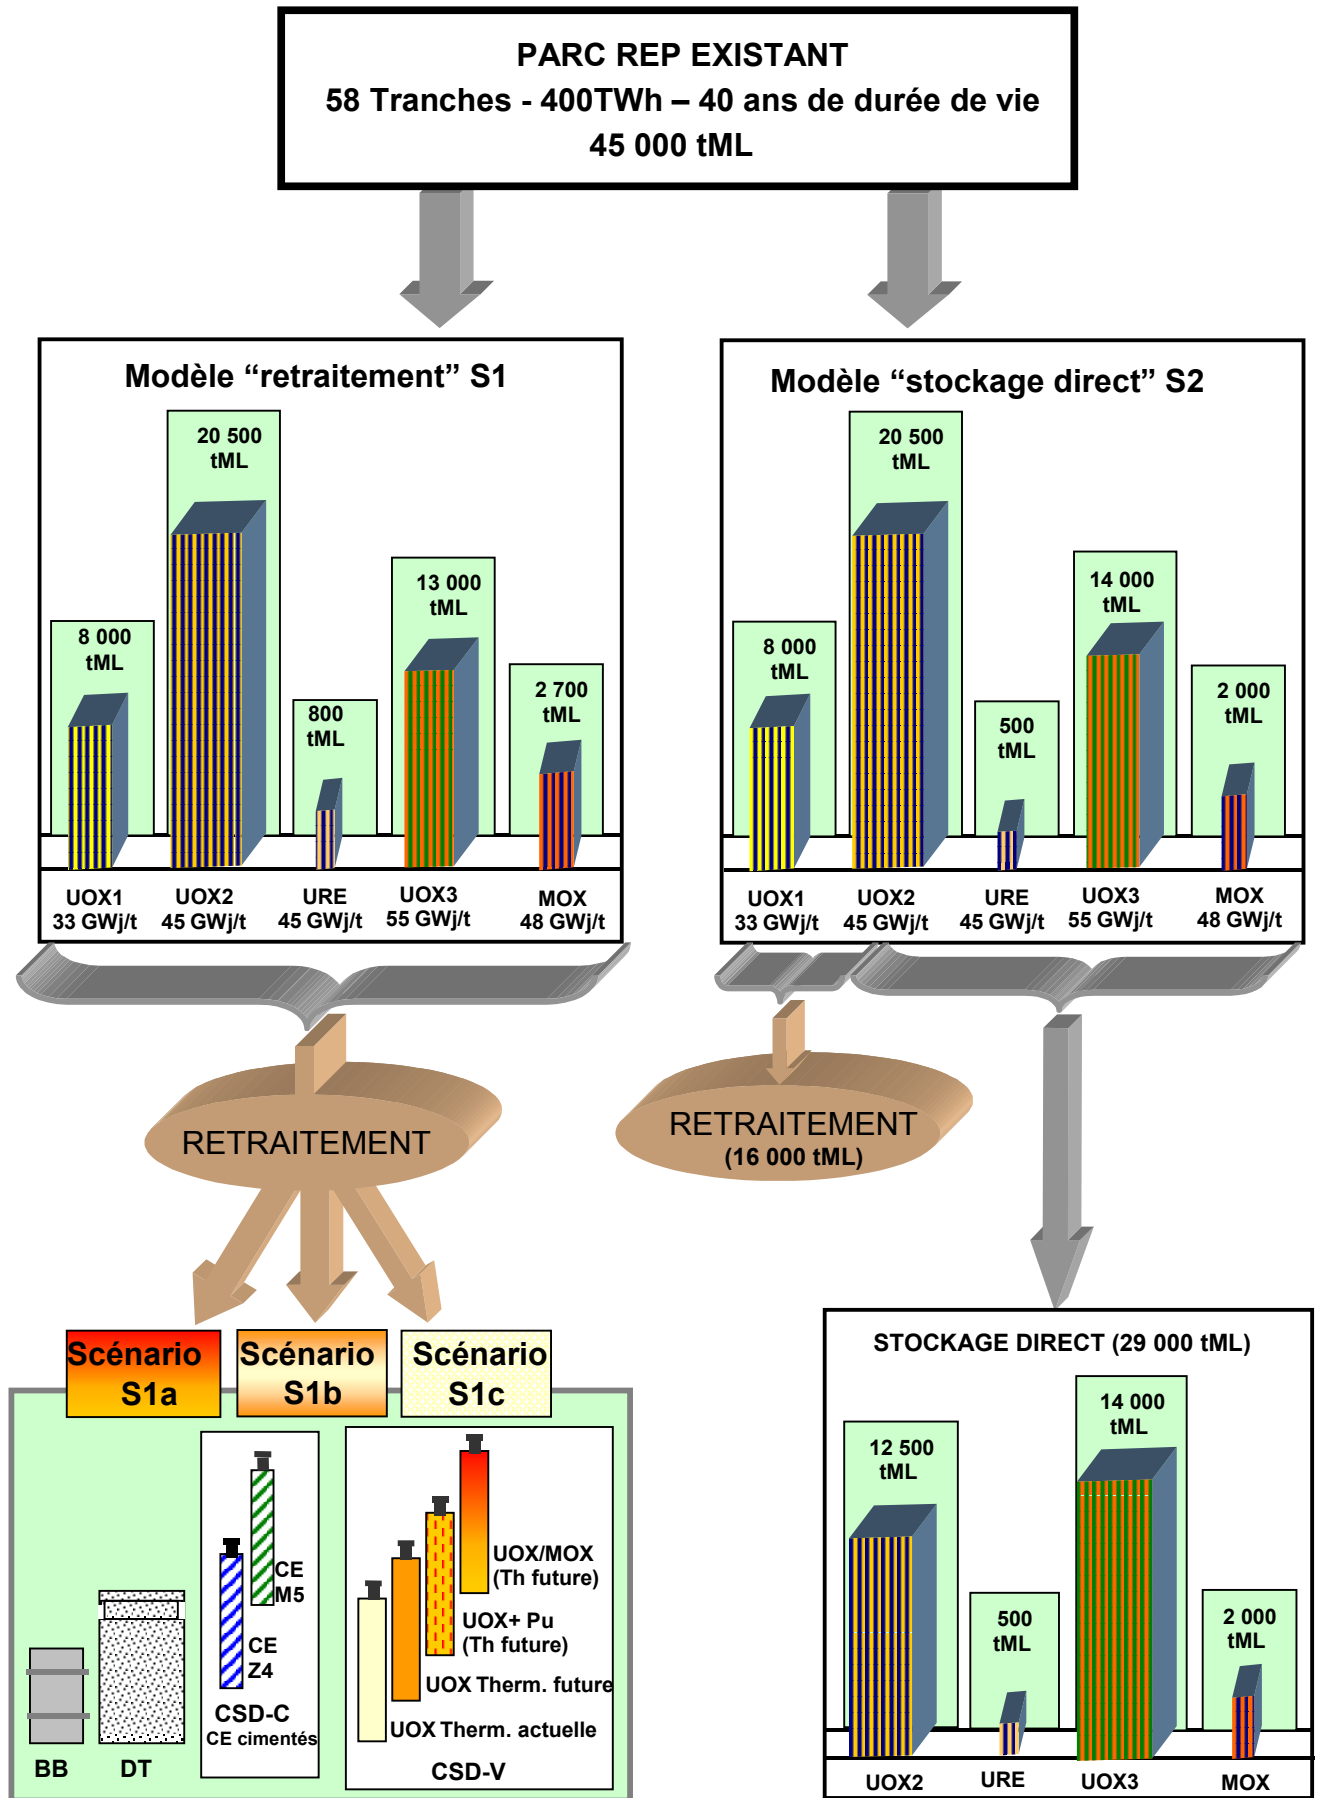 PARC REP EXISTANT
58 Tranches - 400TWh – 40 ans de durée de vie
45 000 tML
Modèle “retraitement” S1
20 500
tML
13 000
tML
8 000
tML
2 700
tML
800
tML
UOX1
33 GWj/t
UOX2
45 GWj/t
URE
45 GWj/t
UOX3
55 GWj/t
MOX
48 GWj/t
Modèle “stockage direct” S2
20 500
tML
14 000
tML
8 000
tML
2 000
tML
500
tML
UOX1
33 GWj/t
UOX2
45 GWj/t
URE
45 GWj/t
UOX3
55 GWj/t
MOX
48 GWj/t
RETRAITEMENT
RETRAITEMENT
(16 000 tML)
Scénario
S1a
Scénario
S1b
Scénario
S1c
BB
DT
CE
M5
CE
Z4
CSD-C
CE cimentés
UOX/MOX
(Th future)
UOX+ Pu
(Th future)
UOX Therm. future
UOX Therm. actuelle
CSD-V
STOCKAGE DIRECT (29 000 tML)
14 000
tML
12 500
tML
500
tML
2 000
tML
UOX2
URE
UOX3
MOX